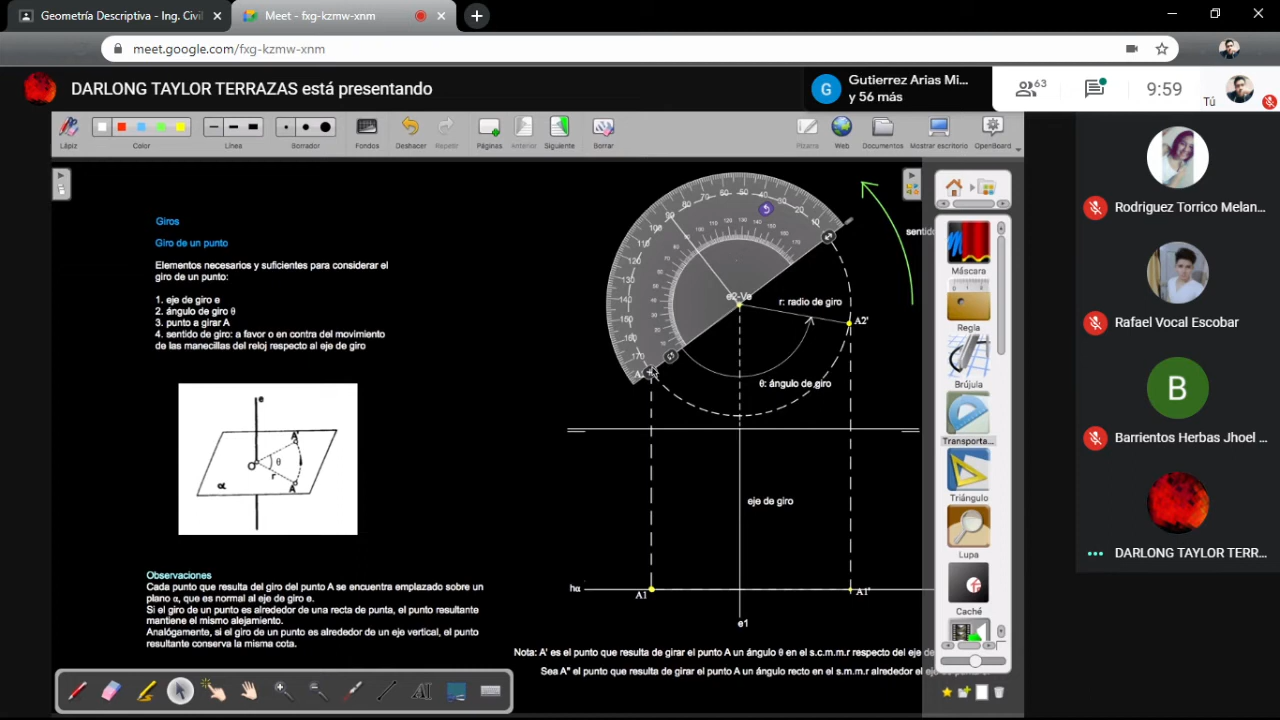 Geometría Descriptiva - Ing. Civil
Meet - fxg-kzmw-xnm
meet.google.com/fxg-kzmw-xnm
DARLONG TAYLOR TERRAZAS está presentando
G
Gutierrez Arias Mi...
y 56 más
63
9:59
Tú
Lápiz
Color
Línea
Borrador
Fondos
Deshacer
Repetir
Páginas
Anterior
Siguiente
Borrar
Pizarra
Web
Documentos
Mostrar escritorio
OpenBoard
Giros
Giro de un punto
Elementos necesarios y suficientes para considerar el
giro de un punto:
1. eje de giro e
2. ángulo de giro θ
3. punto a girar A
4. sentido de giro: a favor o en contra del movimiento
de las manecillas del reloj respecto al eje de giro
e
A'
O
θ
r
A
α
Observaciones
Cada punto que resulta del giro del punto A se encuentra emplazado sobre un
plano α, que es normal al eje de giro e.
Si el giro de un punto es alrededor de una recta de punta, el punto resultante
mantiene el mismo alejamiento.
Analógamente, si el giro de un punto es alrededor de un eje vertical, el punto
resultante conserva la misma cota.
sentido
e2-Ve
r: radio de giro
A2'
θ: ángulo de giro
eje de giro
hα
A1
A1'
e1
Nota: A' es el punto que resulta de girar el punto A un ángulo θ en el s.c.m.m.r respecto del eje de
Sea A'' el punto que resulta de girar el punto A un ángulo recto en el s.m.m.r alrededor el eje de punta
Máscara
Regla
Brújula
Transporta...
Triángulo
Lupa
Caché
Rodriguez Torrico Melan...
Rafael Vocal Escobar
B
Barrientos Herbas Jhoel ...
DARLONG TAYLOR TERR...